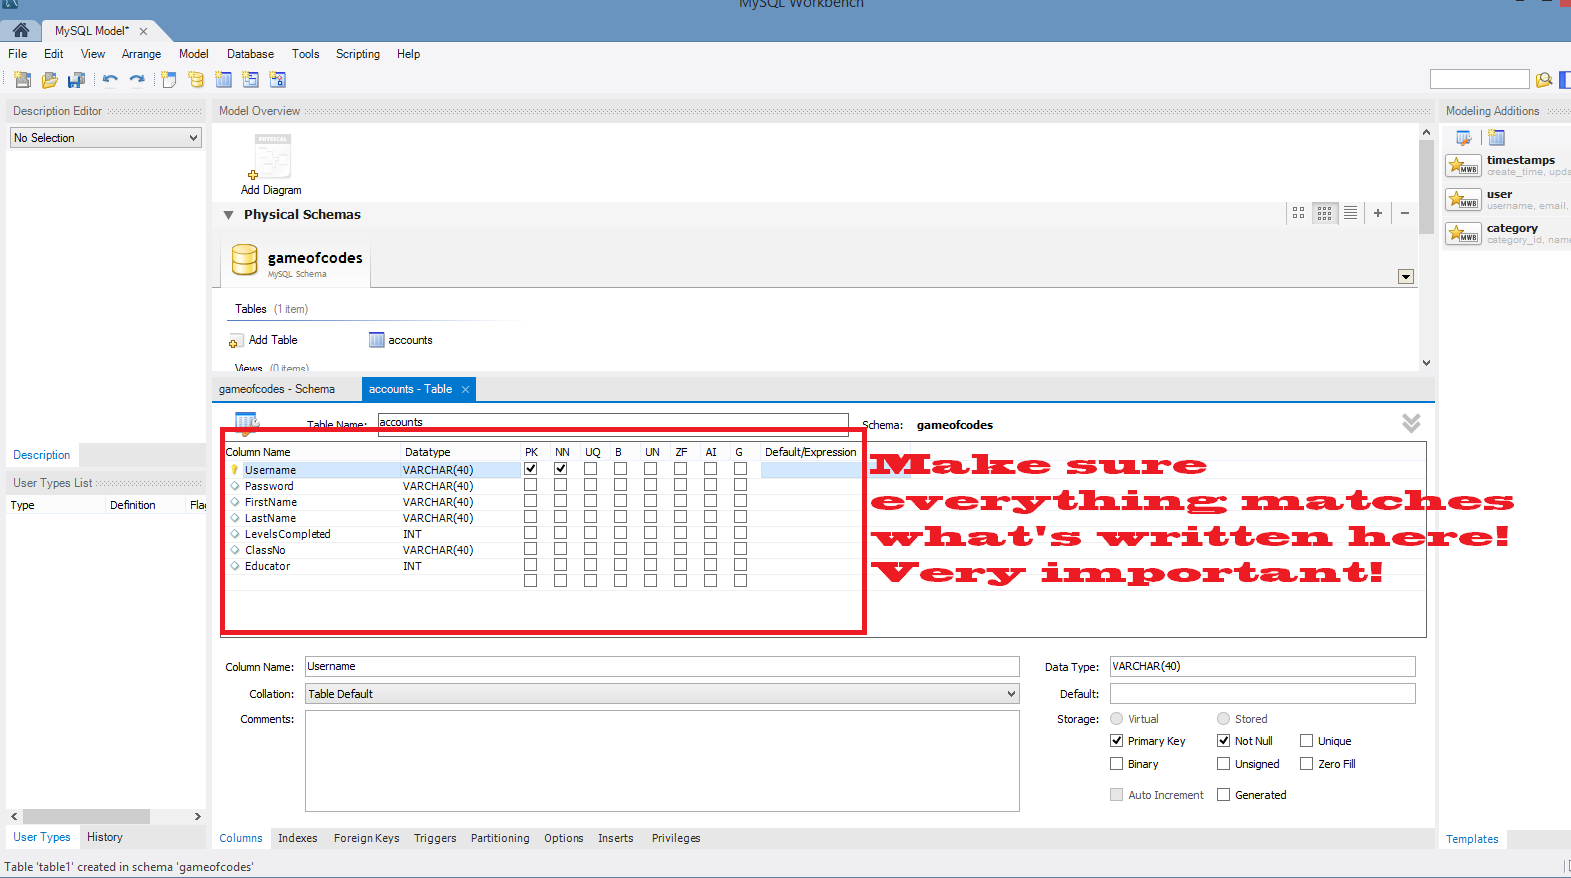 MySQL Workbench
MySQL Model*
File Edit View Arrange Model Database Tools Scripting Help
Description Editor
No Selection
Description
User Types List
Type Definition Flag
User Types History
Model Overview
PHYSICAL
Add Diagram
Physical Schemas
gameofcodes
MySQL Schema
Tables (1 item)
Add Table accounts
Views (0 items)
gameofcodes - Schema accounts - Table
Table Name: accounts Schema: gameofcodes
Column Name Datatype PK NN UQ B UN ZF AI G Default/Expression
Username VARCHAR(40)
Password VARCHAR(40)
FirstName VARCHAR(40)
LastName VARCHAR(40)
LevelsCompleted INT
ClassNo VARCHAR(40)
Educator INT
Make sure
everything matches
what's written here!
Very important!
Column Name: Username Data Type: VARCHAR(40)
Collation: Table Default Default:
Comments: Storage: Virtual Stored
Primary Key Not Null Unique
Binary Unsigned Zero Fill
Auto Increment Generated
Columns Indexes Foreign Keys Triggers Partitioning Options Inserts Privileges
Modeling Additions
MWB timestamps
create_time, upda
MWB user
username, email,
MWB category
category_id, name
Templates
Table 'table1' created in schema 'gameofcodes'